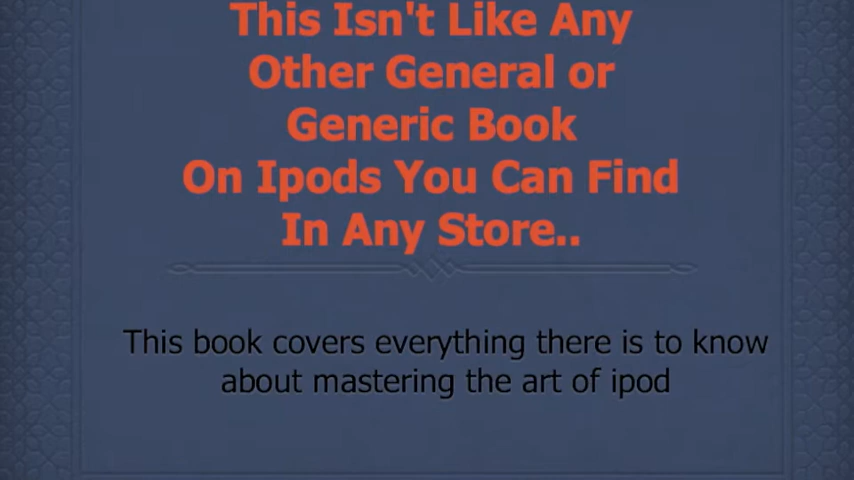 This Isn't Like Any
Other General or
Generic Book
On Ipods You Can Find
In Any Store..
This book covers everything there is to know
about mastering the art of ipod